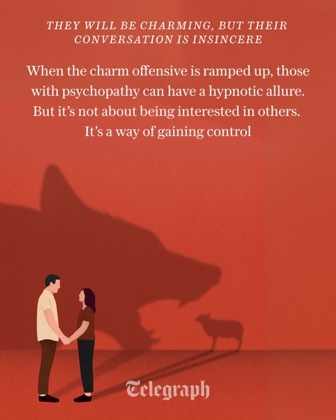 THEY WILL BE CHARMING, BUT THEIR
CONVERSATION IS INSINCERE
When the charm offensive is ramped up, those
with psychopathy can have a hypnotic allure.
But it’s not about being interested in others.
It’s a way of gaining control
Telegraph